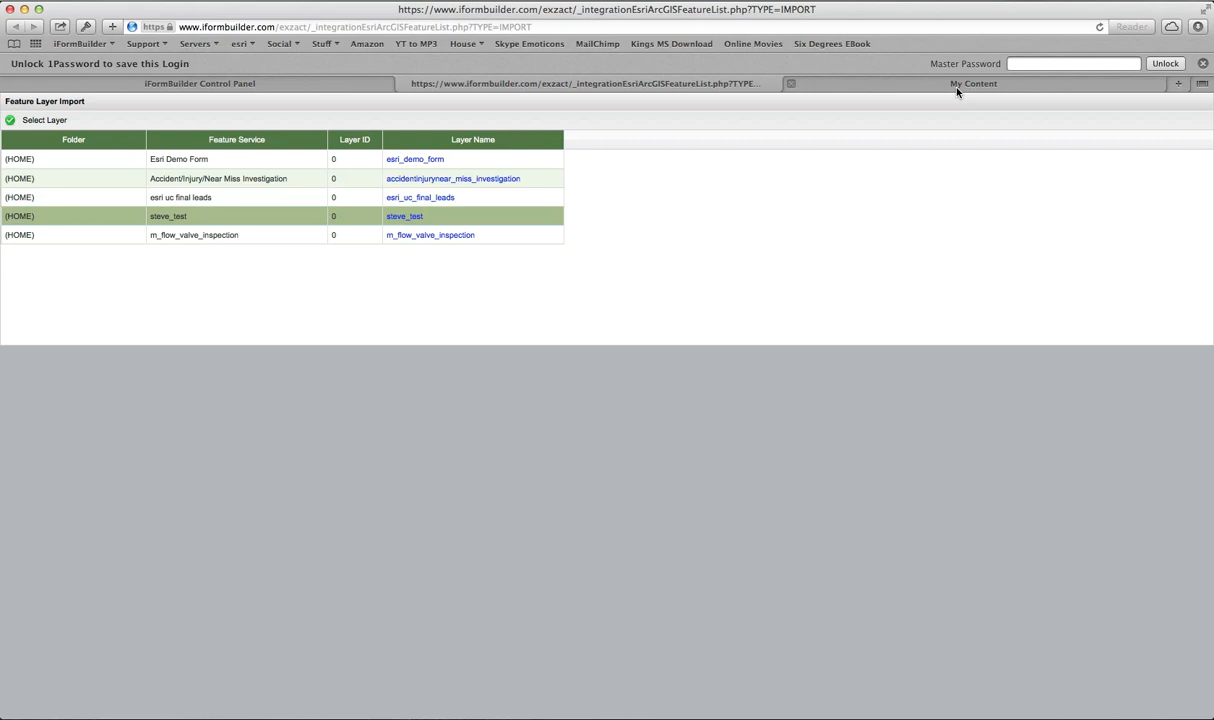 https://www.iformbuilder.com/exzact/_integrationEsriArcGISFeatureList.php?TYPE=IMPORT
https www.iformbuilder.com/exzact/_integrationEsriArcGISFeatureList.php?TYPE=IMPORT Reader
iFormBuilder Support Servers esri Social Stuff Amazon YT to MP3 House Skype Emoticons MailChimp Kings MS Download Online Movies Six Degrees EBook
Unlock 1Password to save this Login Master Password Unlock
iFormBuilder Control Panel https://www.iformbuilder.com/exzact/_integrationEsriArcGISFeatureList.php?TYPE... My Content
Feature Layer Import
Select Layer
Folder Feature Service Layer ID Layer Name
(HOME) Esri Demo Form 0 esri_demo_form
(HOME) Accident/Injury/Near Miss Investigation 0 accidentinjurynear_miss_investigation
(HOME) esri uc final leads 0 esri_uc_final_leads
(HOME) steve_test 0 steve_test
(HOME) m_flow_valve_inspection 0 m_flow_valve_inspection